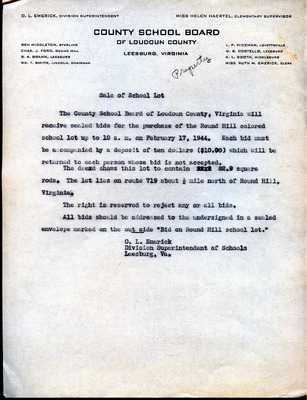 O. L. EMERICK, DIVISION SUPERINTENDENT
MISS HELEN HAERTEL, ELEMENTARY SUPERVISOR
COUNTY SCHOOL BOARD
OF LOUDOUN COUNTY
LEESBURG, VIRGINIA
BEN MIDDLETON, STERLING
CHAS. J. FORD, ROUND HILL
E. A. BRAHM, LEESBURG
WM. T. SMITH, LINCOLN, CHAIRMAN
L. P. HICKMAN, LOVETTSVILLE
M. S. COSTELLO, LEESBURG
K. L. BOOTH, MIDDLEBURG
MISS RUTH M. EMERICK, CLERK
Property
Sale of School Lot
The County School Board of Loudoun County, Virginia will
receive sealed bids for the purchase of the Round Hill colored
school lot up to 10 a. m. on February 17, 1944. Each bid must
be accompanied by a deposit of ten dollars ($10.00) which will be
returned to each person whose bid is not accepted.
The deed shows this lot to contain 82.9 square
rods. The lot lies on route 719 about ½ mile north of Round Hill,
Virginia.
The right is reserved to reject any or all bids.
All bids should be addressed to the undersigned in a sealed
envelope marked on the out side "Bid on Round Hill school lot."
O. L. Emerick
Division Superintendent of Schools
Leesburg, Va.